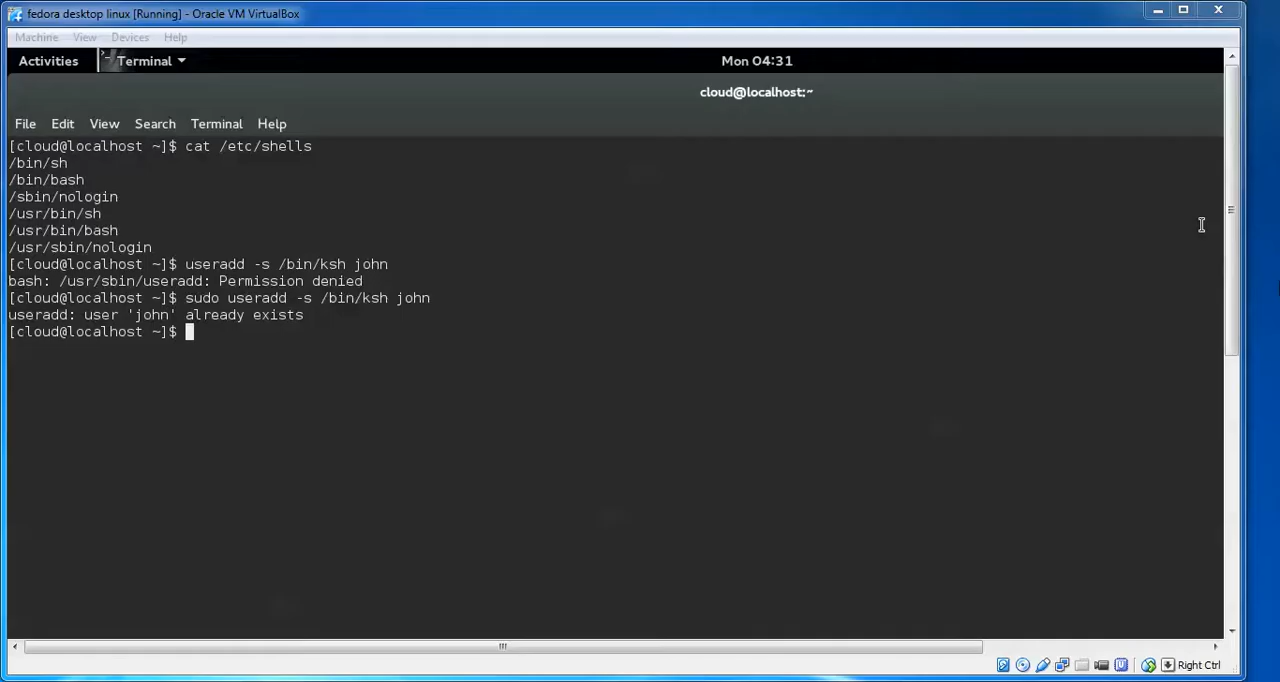 fedora desktop linux [Running] - Oracle VM VirtualBox
Machine View Devices Help
Activities Terminal Mon 04:31
cloud@localhost:~
File Edit View Search Terminal Help
[cloud@localhost ~]$ cat /etc/shells
/bin/sh
/bin/bash
/sbin/nologin
/usr/bin/sh
/usr/bin/bash
/usr/sbin/nologin
[cloud@localhost ~]$ useradd -s /bin/ksh john
bash: /usr/sbin/useradd: Permission denied
[cloud@localhost ~]$ sudo useradd -s /bin/ksh john
useradd: user 'john' already exists
[cloud@localhost ~]$
Right Ctrl